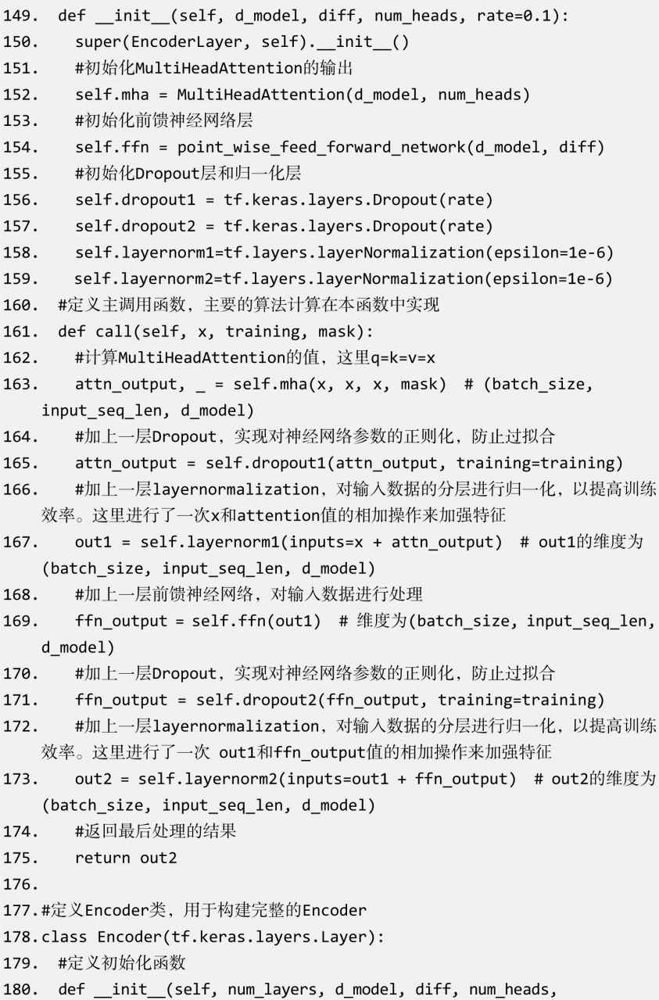 149.  def __init__(self, d_model, diff, num_heads, rate=0.1):
150.    super(EncoderLayer, self).__init__()
151.    #初始化MultiHeadAttention的输出
152.    self.mha = MultiHeadAttention(d_model, num_heads)
153.    #初始化前馈神经网络层
154.    self.ffn = point_wise_feed_forward_network(d_model, diff)
155.    #初始化Dropout层和归一化层
156.    self.dropout1 = tf.keras.layers.Dropout(rate)
157.    self.dropout2 = tf.keras.layers.Dropout(rate)
158.    self.layernorm1=tf.layers.layerNormalization(epsilon=1e-6)
159.    self.layernorm2=tf.layers.layerNormalization(epsilon=1e-6)
160.  #定义主调用函数，主要的算法计算在本函数中实现
161.  def call(self, x, training, mask):
162.    #计算MultiHeadAttention的值，这里q=k=v=x
163.    attn_output, _ = self.mha(x, x, x, mask)  # (batch_size,
input_seq_len, d_model)
164.    #加上一层Dropout，实现对神经网络参数的正则化，防止过拟合
165.    attn_output = self.dropout1(attn_output, training=training)
166.    #加上一层layernormalization，对输入数据的分层进行归一化，以提高训练
效率。这里进行了一次x和attention值的相加操作来加强特征
167.    out1 = self.layernorm1(inputs=x + attn_output)  # out1的维度为
(batch_size, input_seq_len, d_model)
168.    #加上一层前馈神经网络，对输入数据进行处理
169.    ffn_output = self.ffn(out1)  # 维度为(batch_size, input_seq_len,
d_model)
170.    #加上一层Dropout，实现对神经网络参数的正则化，防止过拟合
171.    ffn_output = self.dropout2(ffn_output, training=training)
172.    #加上一层layernormalization，对输入数据的分层进行归一化，以提高训练
效率。这里进行了一次 out1和ffn_output值的相加操作来加强特征
173.    out2 = self.layernorm2(inputs=out1 + ffn_output)  # out2的维度为
(batch_size, input_seq_len, d_model)
174.    #返回最后处理的结果
175.    return out2
176.
177.#定义Encoder类，用于构建完整的Encoder
178.class Encoder(tf.keras.layers.Layer):
179.  #定义初始化函数
180.  def __init__(self, num_layers, d_model, diff, num_heads,